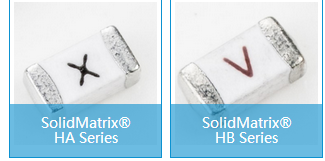 X
V
SolidMatrix®
HA Series
SolidMatrix®
HB Series